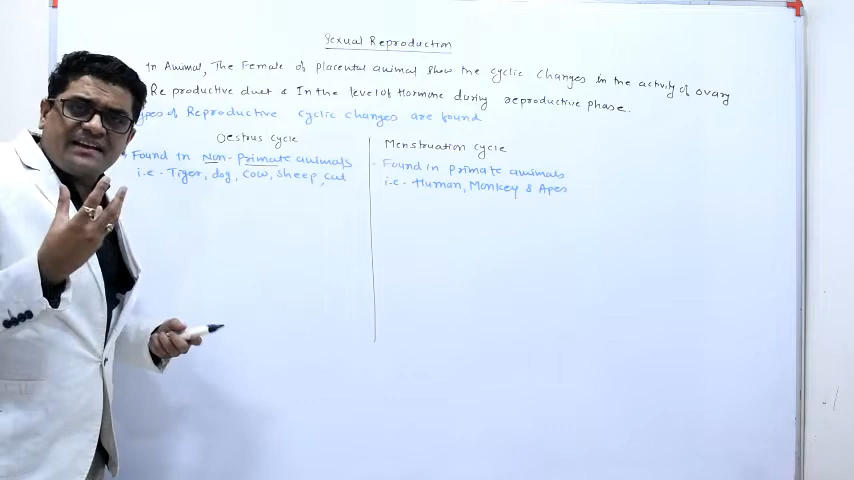 Sexual Reproduction
In Animal, The Female of placental animal show the cyclic changes in the activity of ovary
Reproductive duct & In the level of Hormone during reproductive phase.
ypes of Reproductive cyclic changes are found
Oestrus cycle
Found in Non-primate animals
i.e - Tiger, dog, cow, sheep, cat
Menstruation cycle
Found in primate animals
i.e - Human, Monkey & Apes